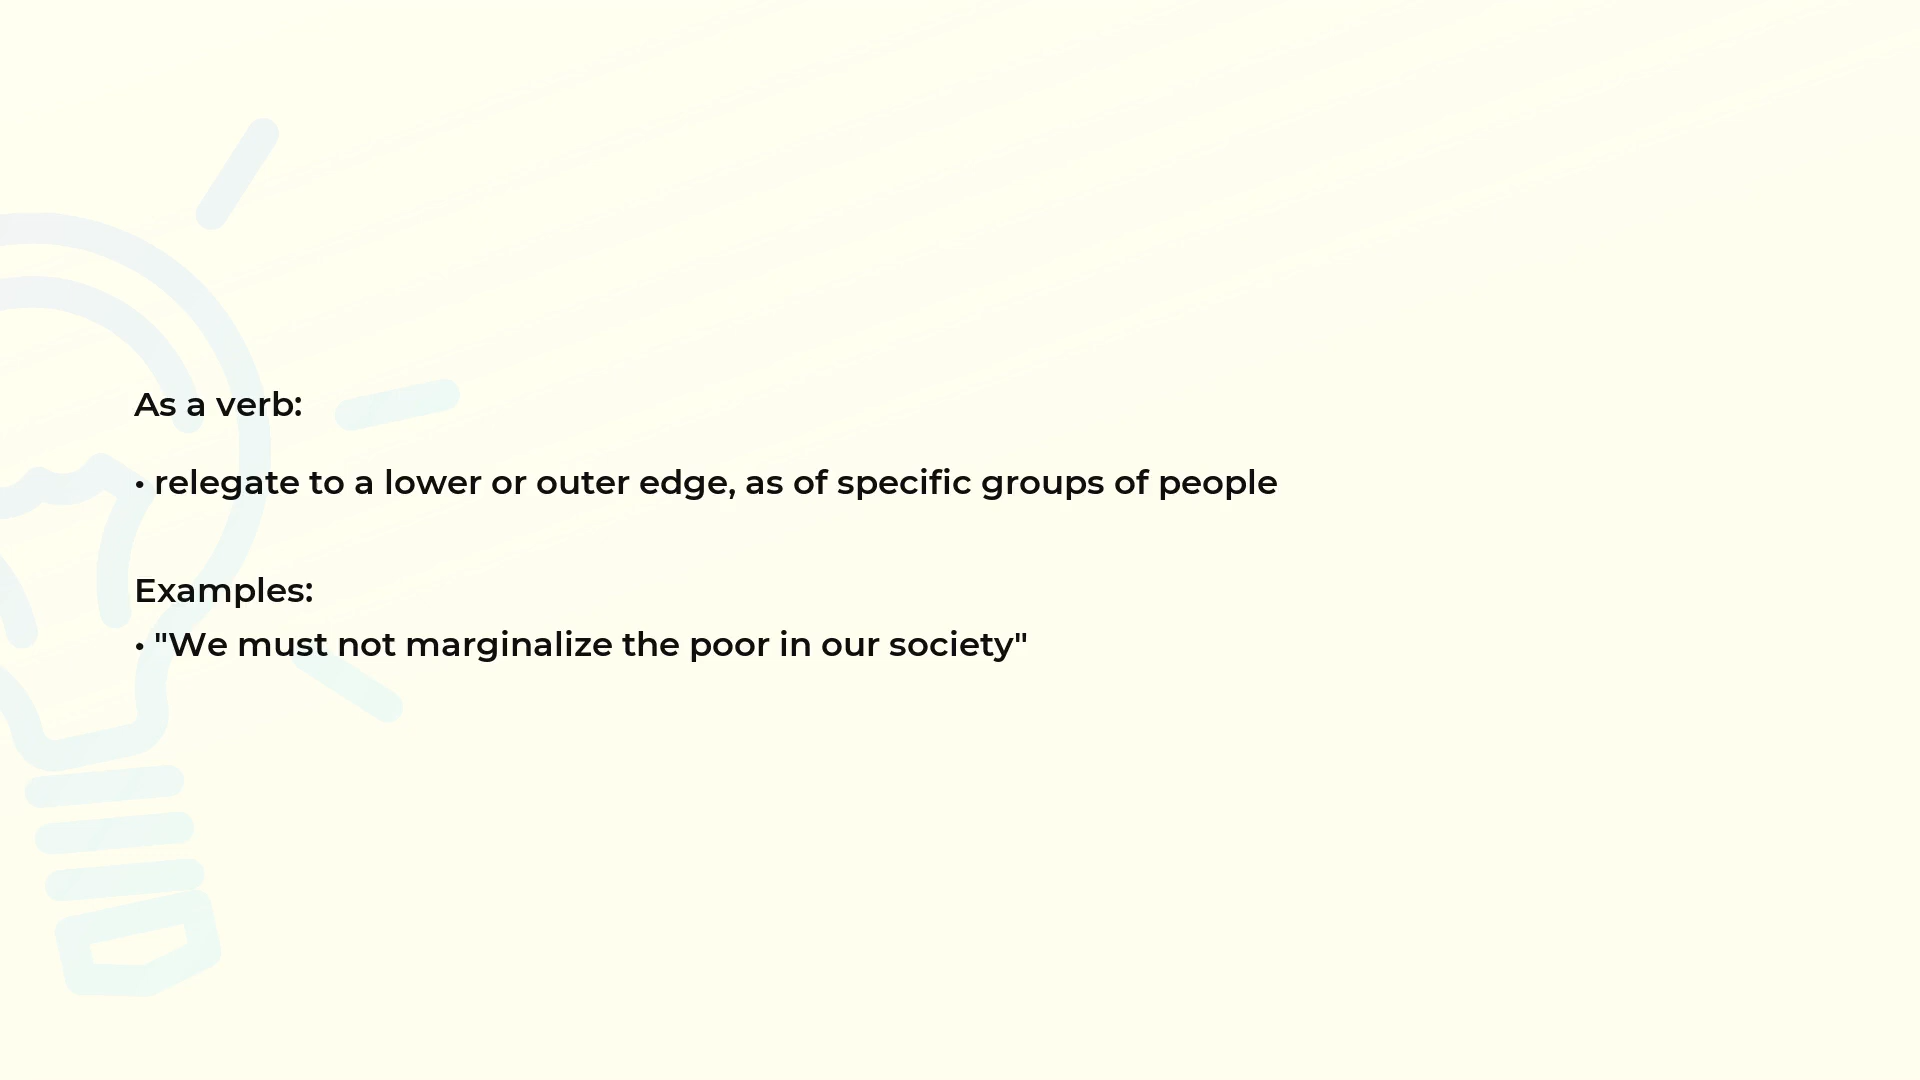 As a verb:
• relegate to a lower or outer edge, as of specific groups of people
Examples:
• "We must not marginalize the poor in our society"